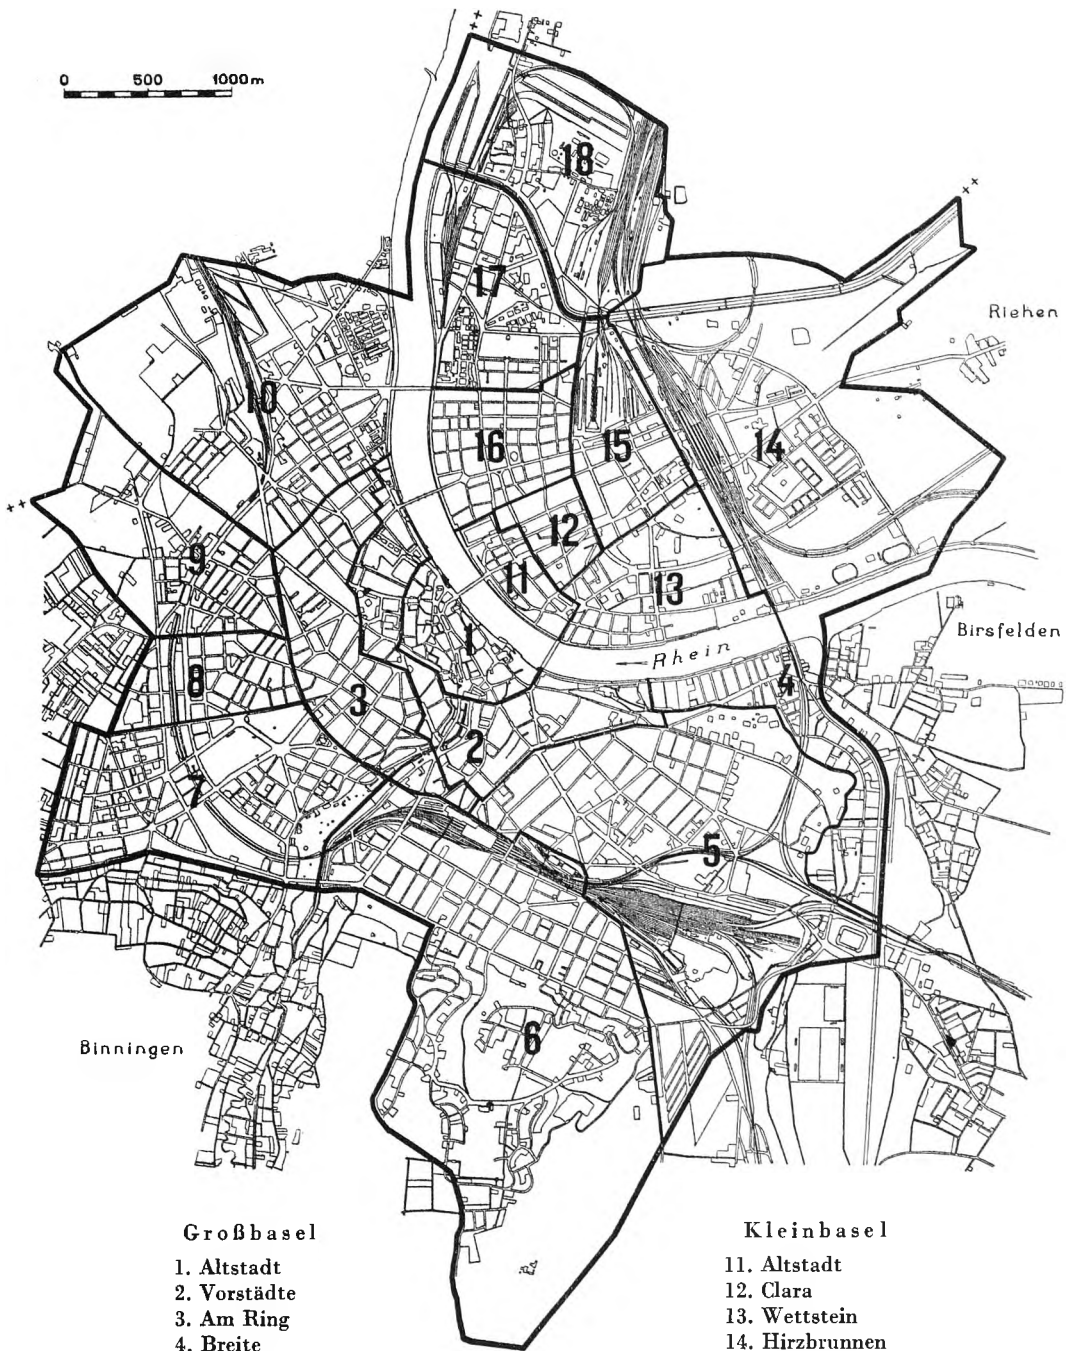 0 500 1000 m
18
17
Riehen
10
14
16
15
12
9
11
13
1
Birsfelden
Rhein
8
4
3
2
7
5
6
Binningen
Großbasel
1. Altstadt
2. Vorstädte
3. Am Ring
4. Breite
Kleinbasel
11. Altstadt
12. Clara
13. Wettstein
14. Hirzbrunnen